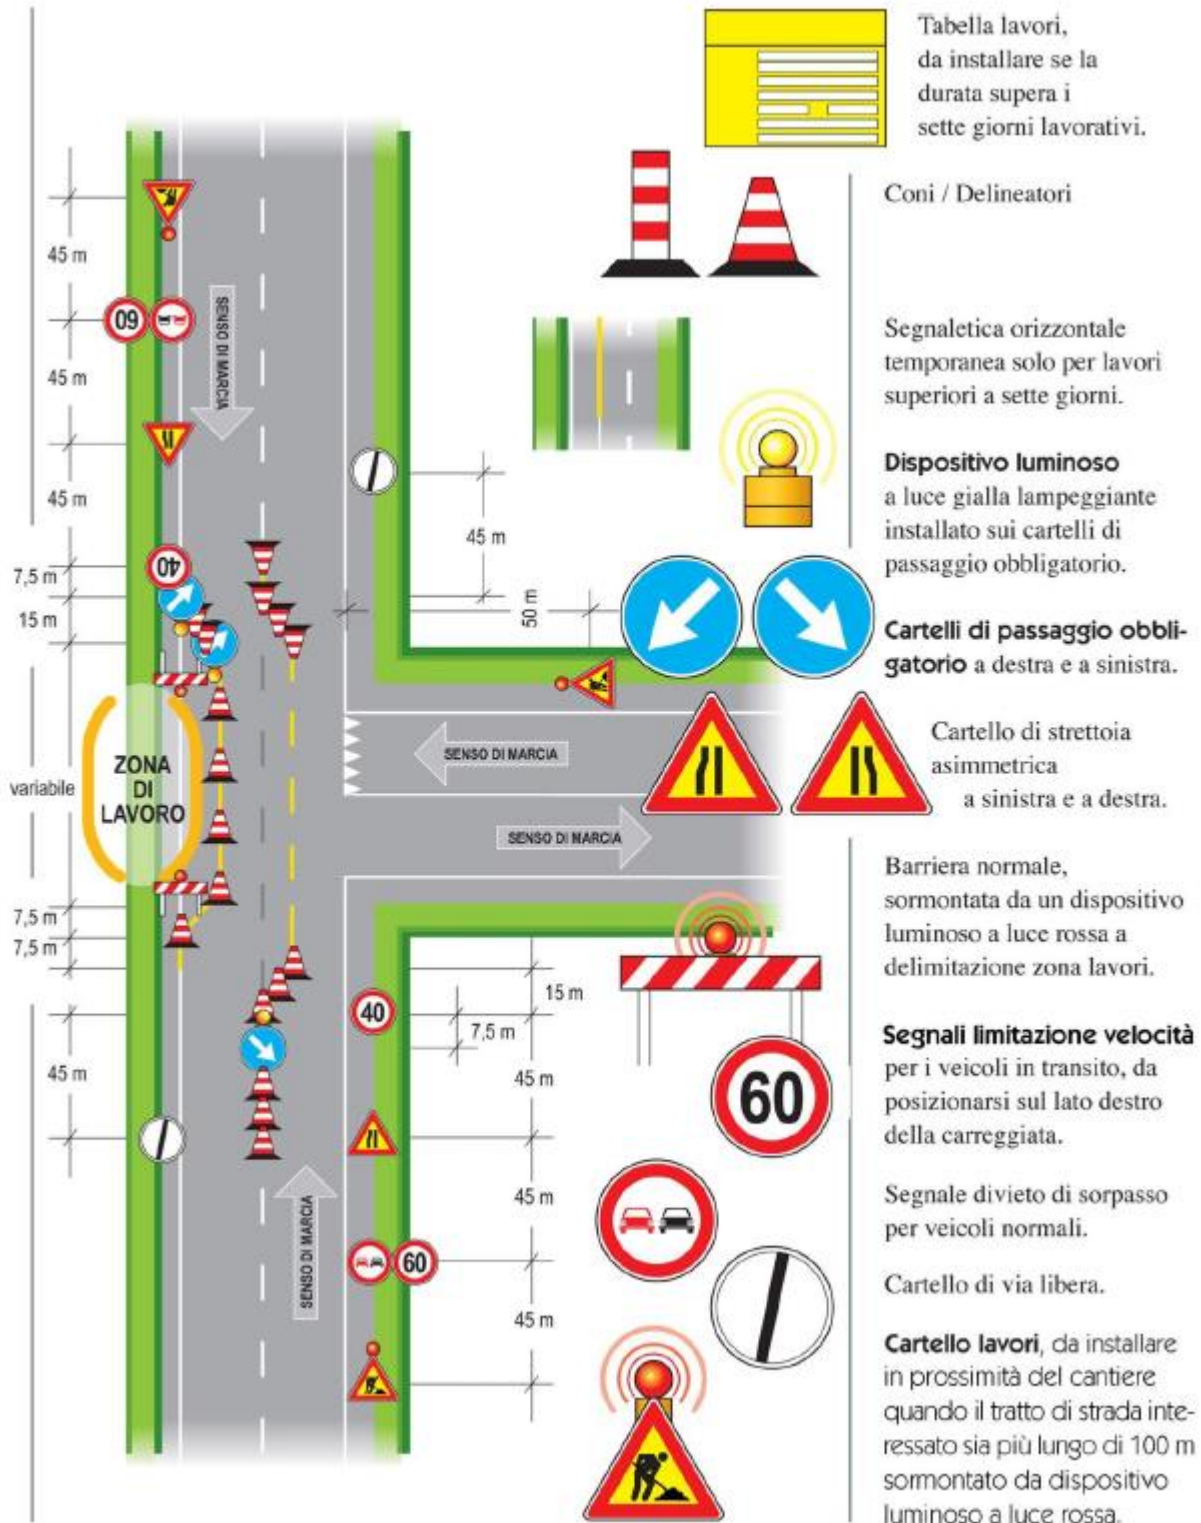 Tabella lavori,
da installare se la
durata supera i
sette giorni lavorativi.
Coni / Delineatori
Segnaletica orizzontale
temporanea solo per lavori
superiori a sette giorni.
Dispositivo luminoso
a luce gialla lampeggiante
installato sui cartelli di
passaggio obbligatorio.
Cartelli di passaggio obbli-
gatorio a destra e a sinistra.
Cartello di strettoia
asimmetrica
a sinistra e a destra.
Barriera normale,
sormontata da un dispositivo
luminoso a luce rossa a
delimitazione zona lavori.
Segnali limitazione velocità
per i veicoli in transito, da
posizionarsi sul lato destro
della carreggiata.
Segnale divieto di sorpasso
per veicoli normali.
Cartello di via libera.
Cartello lavori, da installare
in prossimità del cantiere
quando il tratto di strada inte-
ressato sia più lungo di 100 m
sormontato da dispositivo
luminoso a luce rossa.
45 m
60
SENSO DI MARCIA
45 m
45 m
45 m
40
7,5 m
15 m
50 m
SENSO DI MARCIA
ZONA
DI
LAVORO
variabile
SENSO DI MARCIA
7,5 m
7,5 m
15 m
40
7,5 m
45 m
45 m
60
45 m
SENSO DI MARCIA
60
45 m